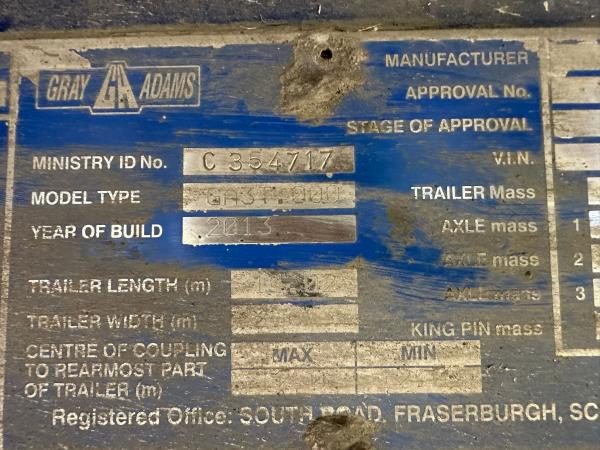 GRAY GA ADAMS
MINISTRY ID No. C 354717
MODEL TYPE GA3T.000
YEAR OF BUILD 2013
TRAILER LENGTH (m)
TRAILER WIDTH (m)
CENTRE OF COUPLING
TO REARMOST PART
OF TRAILER (m)
MAX MIN
MANUFACTURER
APPROVAL No.
STAGE OF APPROVAL
V.I.N.
TRAILER Mass
AXLE mass 1
AXLE mass 2
AXLE mass 3
KING PIN mass
Registered Office: SOUTH ROAD, FRASERBURGH, SC